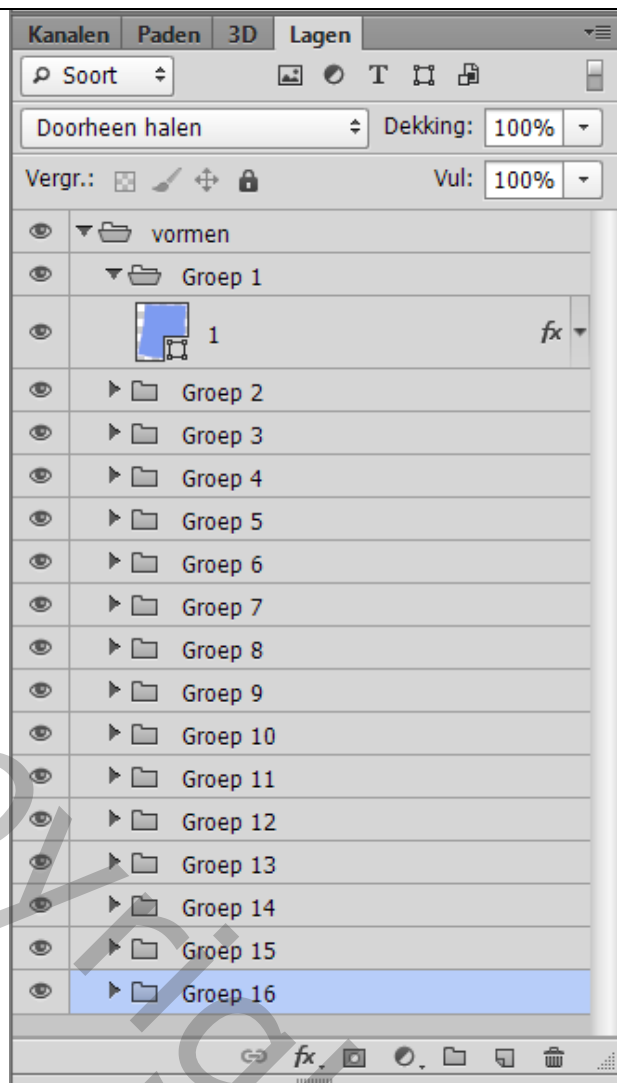 Kanalen Paden 3D Lagen
Soort T
Doorheen halen Dekking: 100%
Vergr.: Vul: 100%
vormen
Groep 1
1 fx
Groep 2
Groep 3
Groep 4
Groep 5
Groep 6
Groep 7
Groep 8
Groep 9
Groep 10
Groep 11
Groep 12
Groep 13
Groep 14
Groep 15
Groep 16
fx